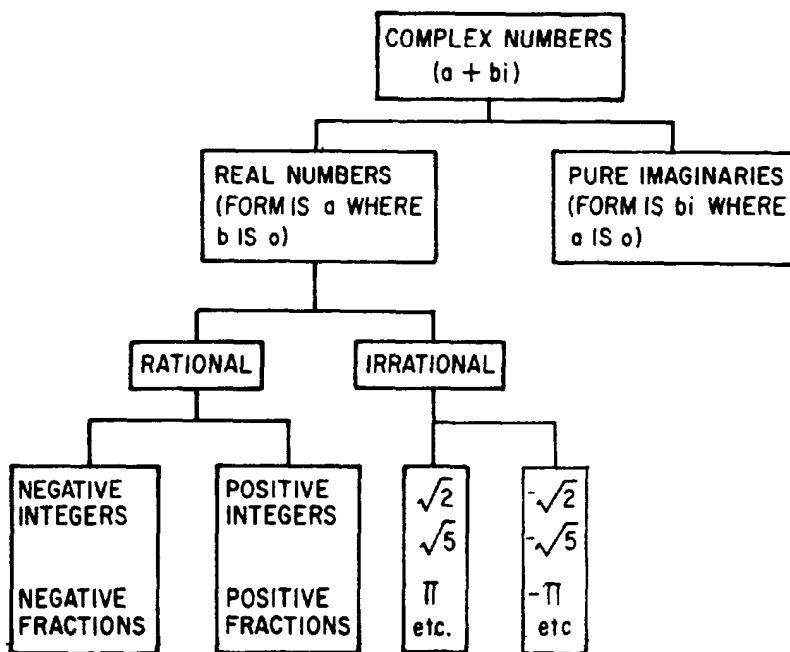 COMPLEX NUMBERS
(a + bi)
REAL NUMBERS
(FORM IS a WHERE
b IS o)
PURE IMAGINARIES
(FORM IS bi WHERE
a IS o)
RATIONAL
IRRATIONAL
NEGATIVE
INTEGERS
NEGATIVE
FRACTIONS
POSITIVE
INTEGERS
POSITIVE
FRACTIONS
√2
√5
π
etc.
-√2
-√5
-π
etc